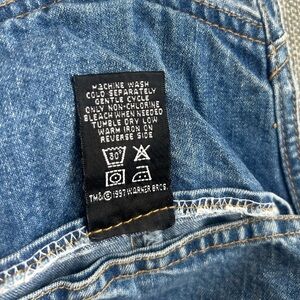 MACHINE WASH
COLD SEPARATELY
GENTLE CYCLE
ONLY NON-CHLORINE
BLEACH WHEN NEEDED
TUMBLE DRY LOW
WARM IRON ON
REVERSE SIDE
80°
TM&©1997 WARNER BROS.